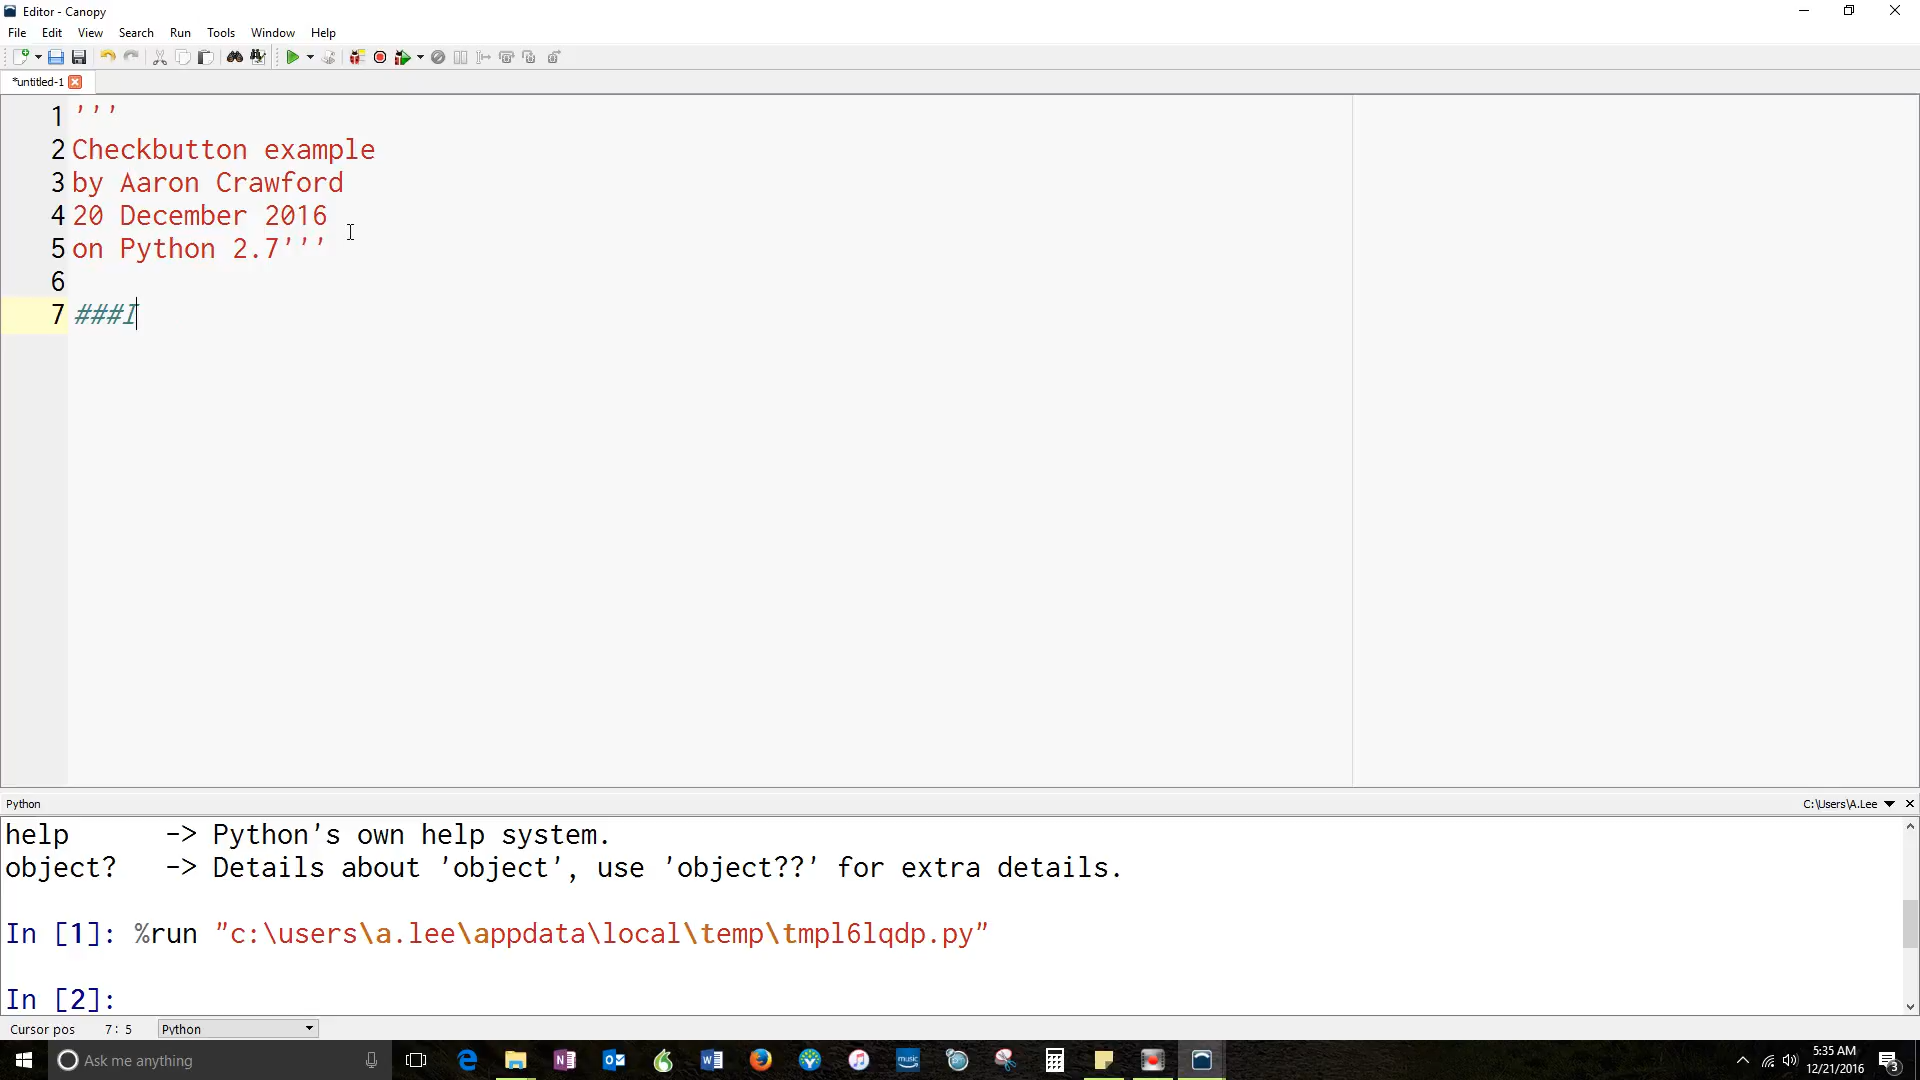 Editor - Canopy
File Edit View Search Run Tools Window Help
*untitled-1
1 '''
2 Checkbutton example
3 by Aaron Crawford
4 20 December 2016
5 on Python 2.7'''
6
7 ###I
Python C:\Users\A.Lee
help -> Python's own help system.
object? -> Details about 'object', use 'object??' for extra details.
In [1]: %run "c:\users\a.lee\appdata\local\temp\tmpl6lqdp.py"
In [2]:
Cursor pos 7: 5 Python
Ask me anything
5:35 AM
12/21/2016
3